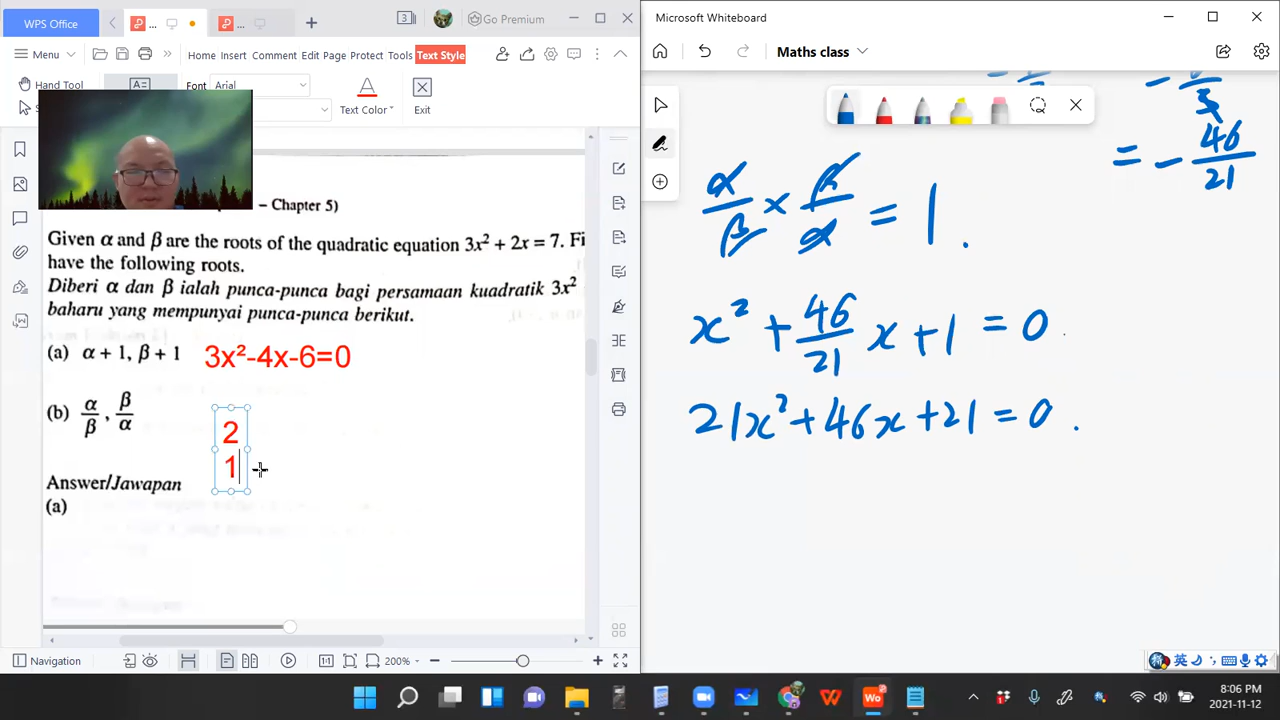 WPS Office
...
...
3
Go Premium
Menu
Home Insert Comment Edit Page Protect Tools Text Style
Hand Tool
Font Arial
Text Color
Exit
– Chapter 5)
Given α and β are the roots of the quadratic equation 3x² + 2x = 7. Fi
have the following roots.
Diberi α dan β ialah punca-punca bagi persamaan kuadratik 3x²
baharu yang mempunyai punca-punca berikut.
(a) α + 1, β + 1 3x²-4x-6=0
(b) α/β , β/α
2
1
Answer/Jawapan
(a)
Navigation
200%
Microsoft Whiteboard
Maths class
= - 46/21
α/β × β/α = 1.
x² + 46/21 x + 1 = 0
21x² + 46x + 21 = 0.
英
Wo
8:06 PM
2021-11-12